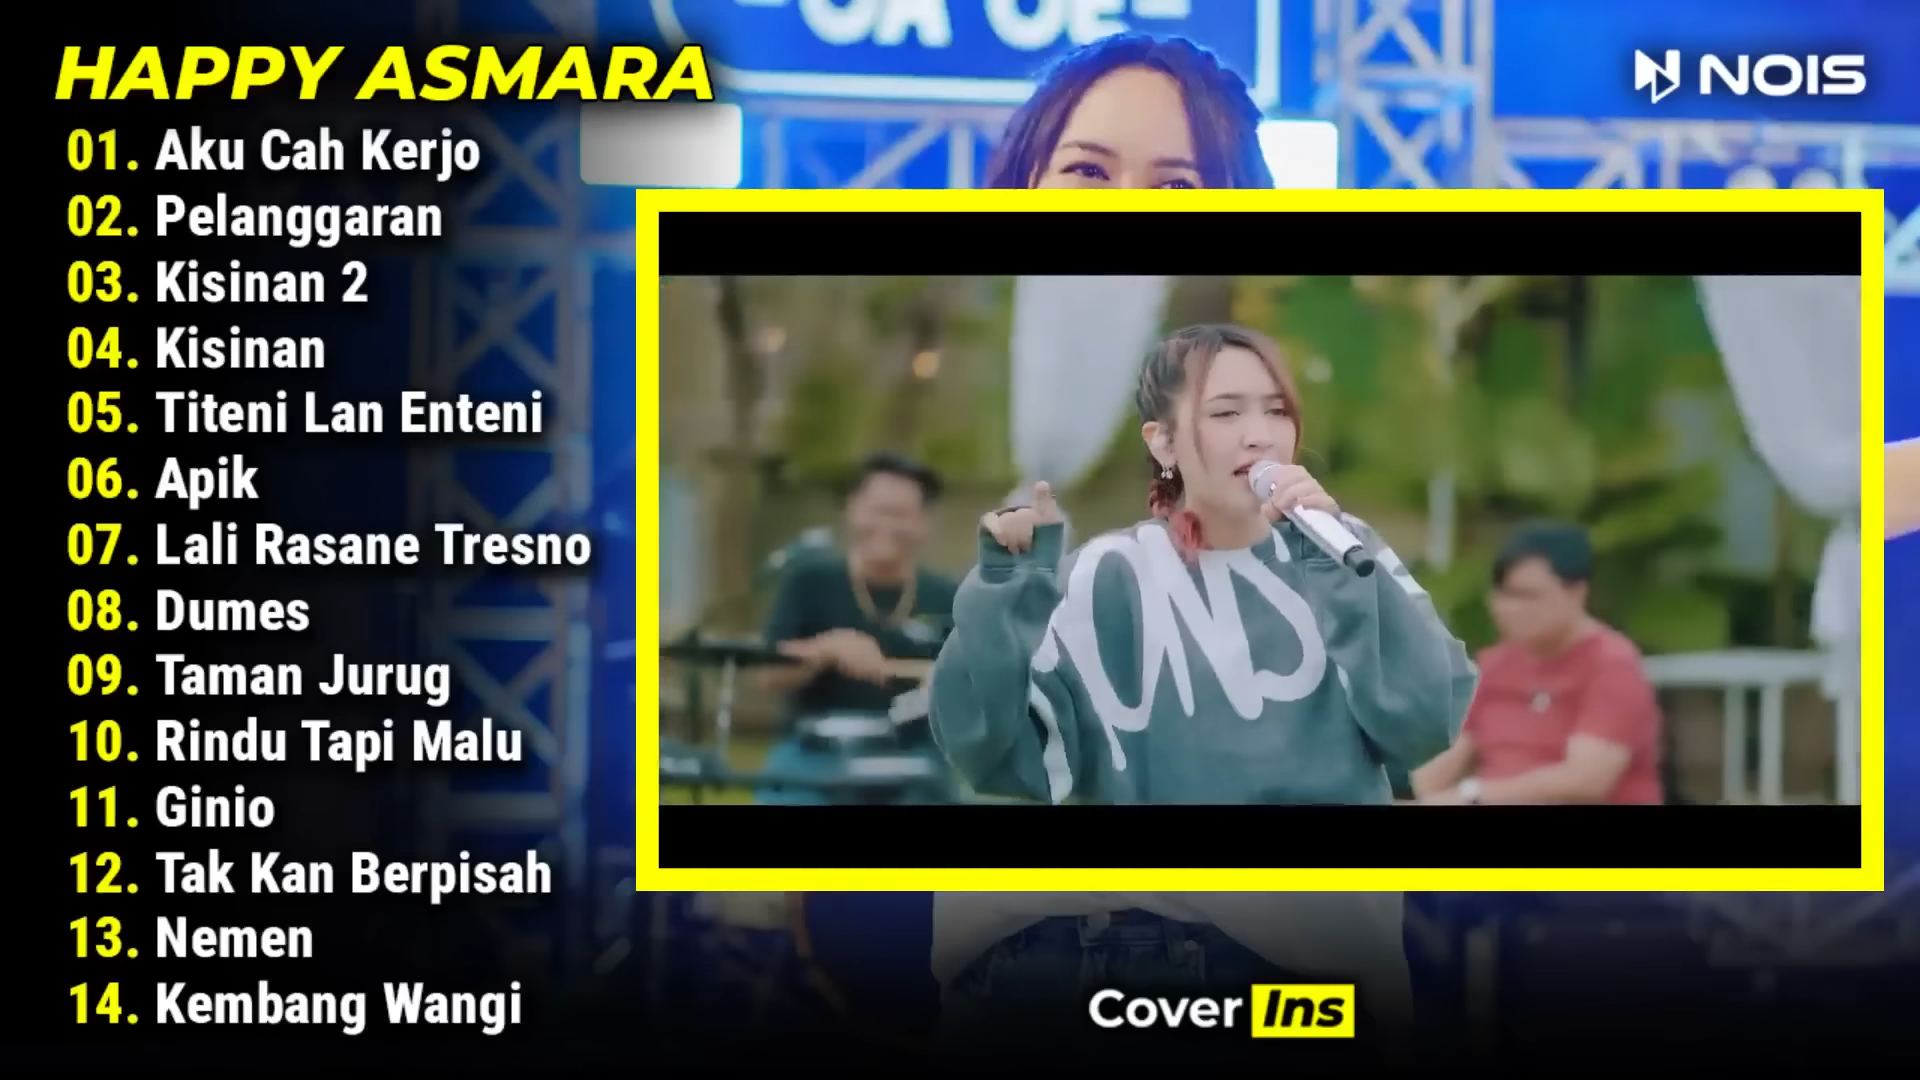 HAPPY ASMARA
01. Aku Cah Kerjo
02. Pelanggaran
03. Kisinan 2
04. Kisinan
05. Titeni Lan Enteni
06. Apik
07. Lali Rasane Tresno
08. Dumes
09. Taman Jurug
10. Rindu Tapi Malu
11. Ginio
12. Tak Kan Berpisah
13. Nemen
14. Kembang Wangi
NOIS
Cover Ins